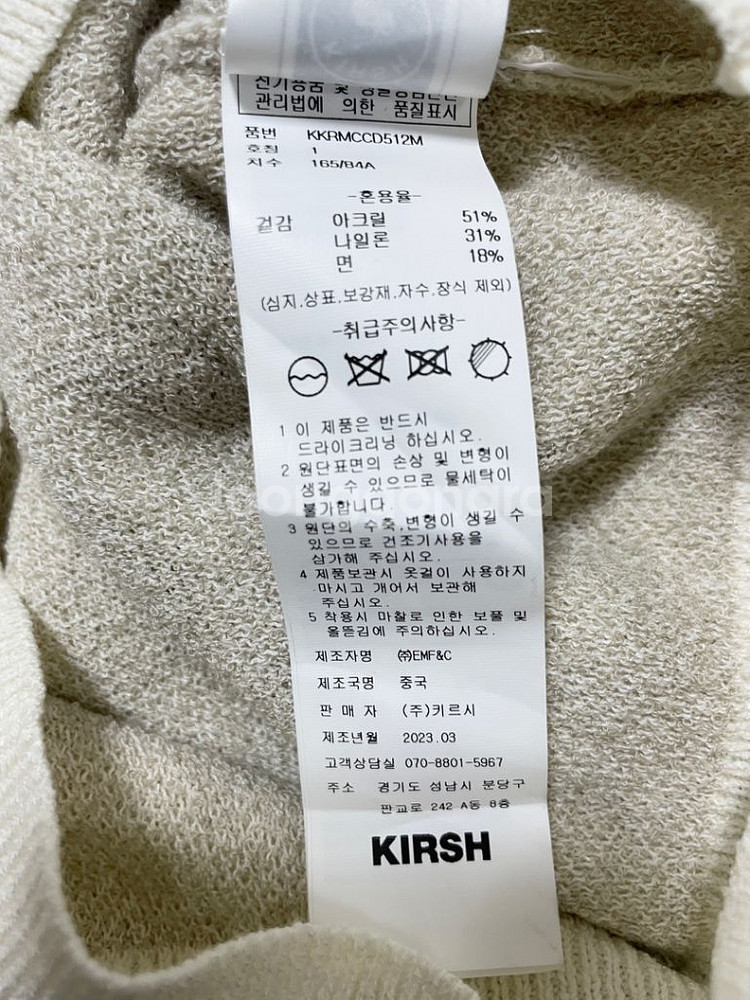 전기용품 및 생활용품안전
관리법에 의한 품질표시
품번 KKRMCCD512M
호칭 1
치수 165/84A
-혼용율-
겉감 아크릴 51%
나일론 31%
면 18%
(심지.상표.보강재.자수.장식 제외)
-취급주의사항-
1 이 제품은 반드시
드라이크리닝 하십시오.
2 원단표면의 손상 및 변형이
생길 수 있으므로 물세탁이
불가합니다.
3 원단의 수축,변형이 생길 수
있으므로 건조기사용을
삼가해 주십시오.
4 제품보관시 옷걸이 사용하지
마시고 개어서 보관해
주십시오.
5 착용시 마찰로 인한 보풀 및
올뜯김에 주의하십시오.
제조자명 ㈜EMF&C
제조국명 중국
판 매 자 (주)키르시
제조년월 2023.03
고객상담실 070-8801-5967
주소 경기도 성남시 분당구
판교로 242 A동 8층
KIRSH